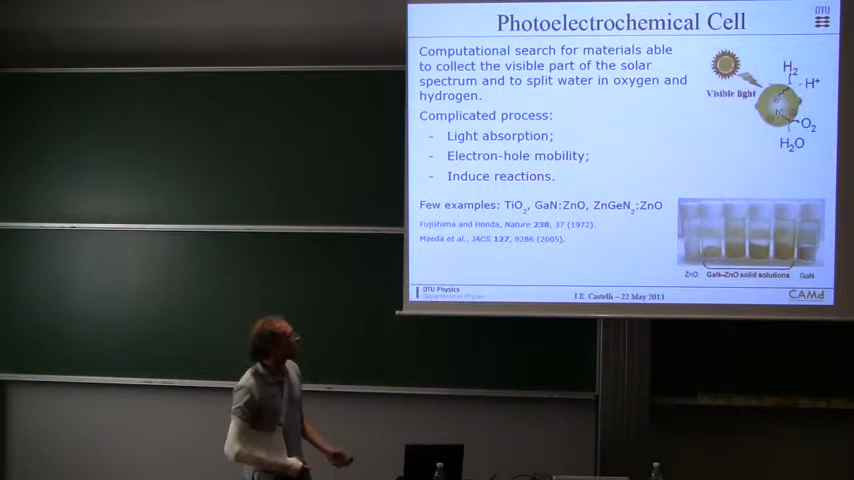 Photoelectrochemical Cell
DTU
Computational search for materials able
to collect the visible part of the solar
spectrum and to split water in oxygen and
hydrogen.
Complicated process:
- Light absorption;
- Electron-hole mobility;
- Induce reactions.
Few examples: TiO2, GaN:ZnO, ZnGeN2:ZnO
Fujishima and Honda, Nature 238, 37 (1972).
Maeda et al., JACS 127, 8286 (2005).
Visible light
H2
H+
e-
h+
O2
H2O
ZnO
GaN-ZnO solid solutions
GaN
DTU Physics
Department of Physics
I.E. Castelli – 22 May 2013
CAMd